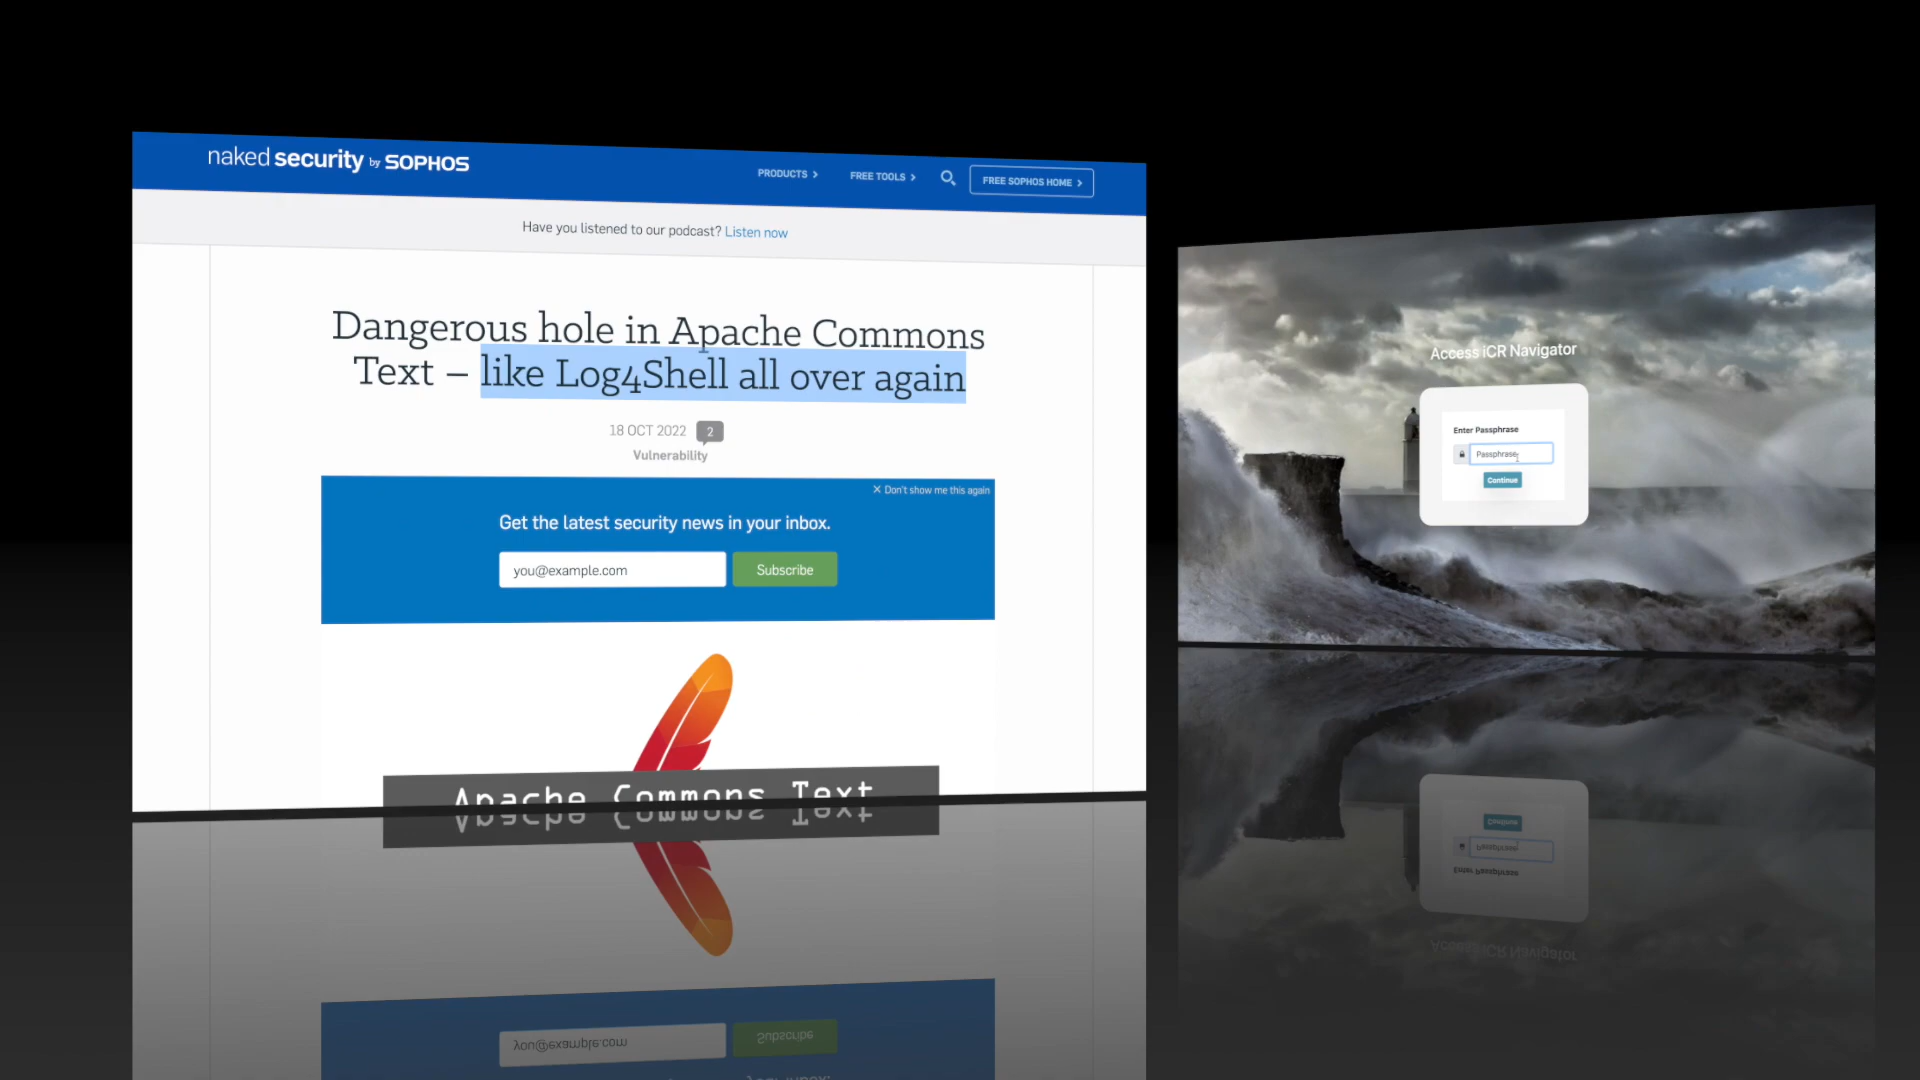 naked security by SOPHOS
PRODUCTS
FREE TOOLS
FREE SOPHOS HOME
Have you listened to our podcast? Listen now
Dangerous hole in Apache Commons
Text – like Log4Shell all over again
18 OCT 2022
2
Vulnerability
× Don't show me this again
Get the latest security news in your inbox.
you@example.com
Subscribe
Apache Commons Text
Access iCR Navigator
Enter Passphrase
Passphrase
Continue